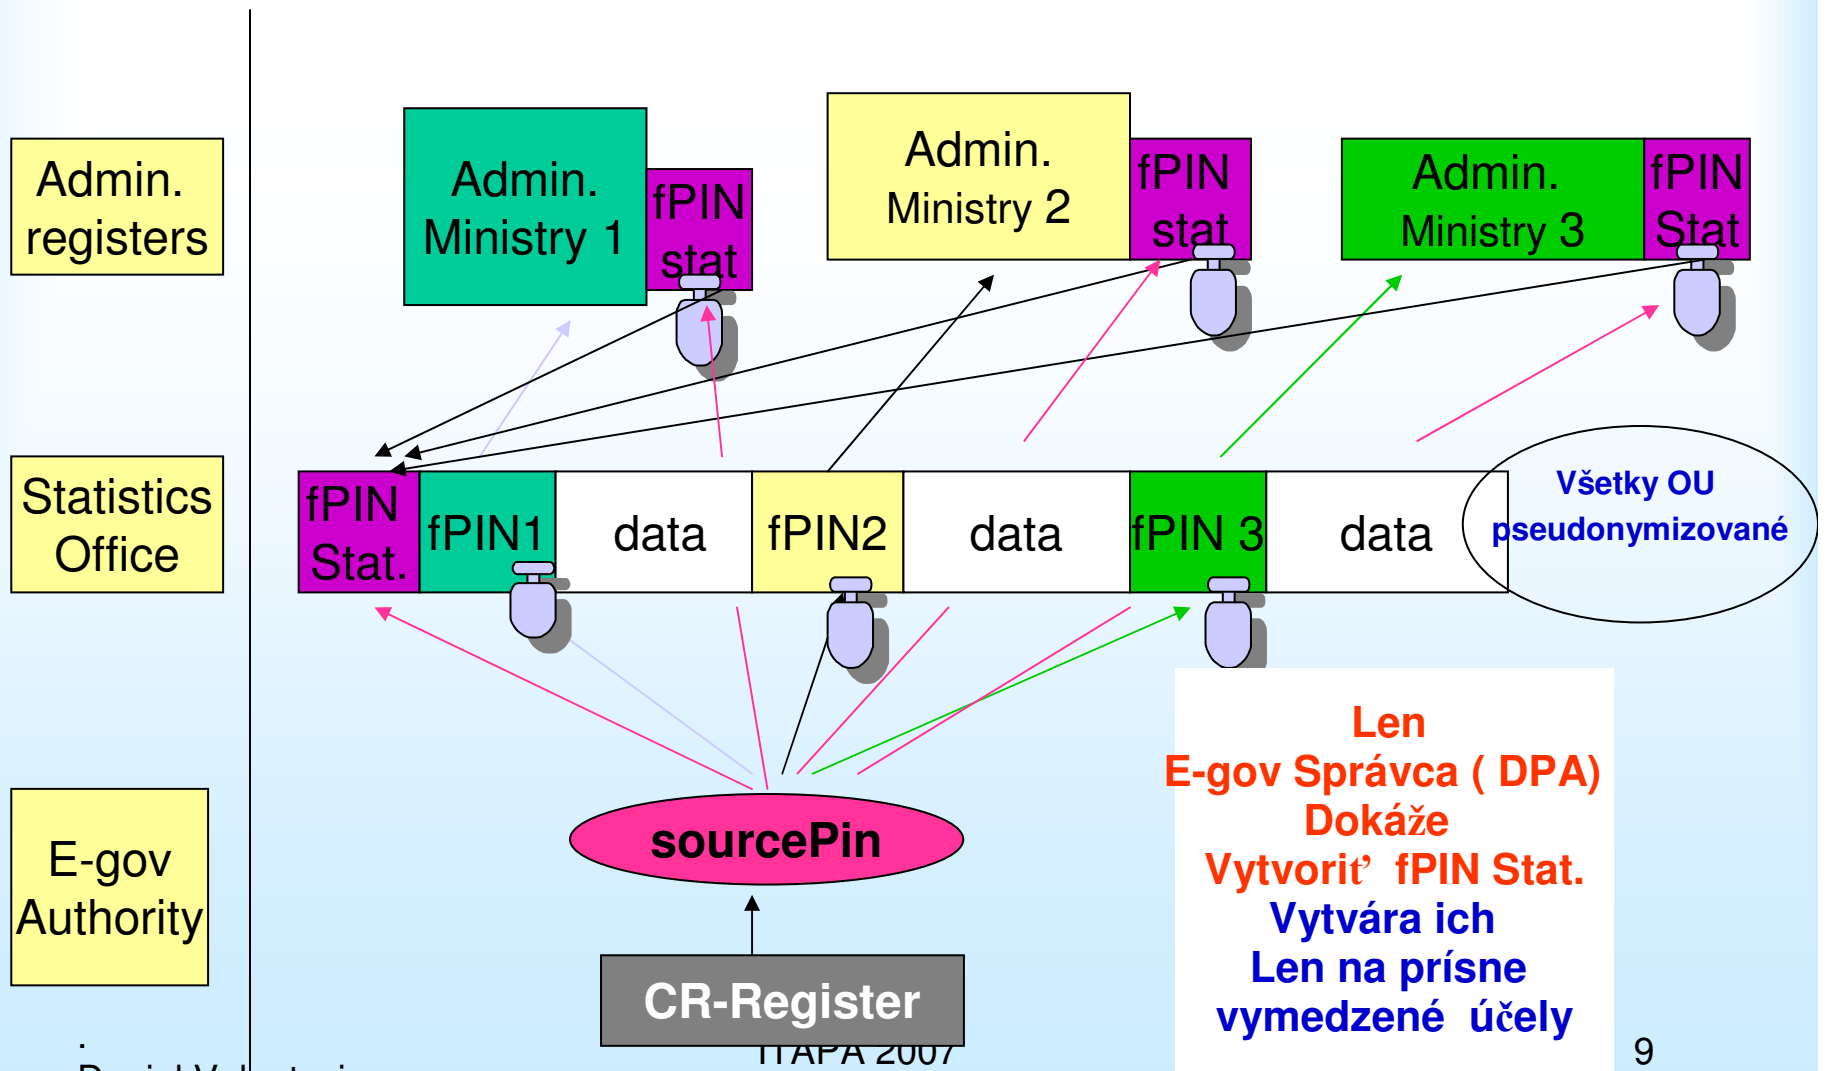 Admin.
registers
Admin.
Ministry 1
fPIN
stat
Admin.
Ministry 2
fPIN
stat
Admin.
Ministry 3
fPIN
Stat
Statistics
Office
fPIN
Stat.
fPIN1
data
fPIN2
data
fPIN 3
data
Všetky OU
pseudonymizované
E-gov
Authority
sourcePin
CR-Register
Len
E-gov Správca ( DPA)
Dokáže
Vytvoriť fPIN Stat.
Vytvára ich
Len na prísne
vymedzené účely
.
ITAPA 2007
9